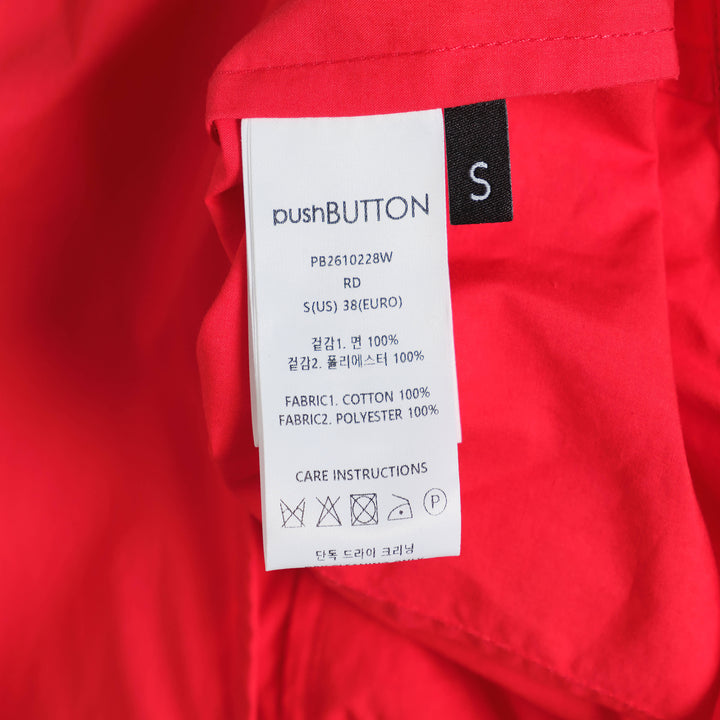 pushBUTTON
S
PB2610228W
RD
S(US) 38(EURO)
겉감1. 면 100%
겉감2. 폴리에스터 100%
FABRIC1. COTTON 100%
FABRIC2. POLYESTER 100%
CARE INSTRUCTIONS
P
단독 드라이 크리닝